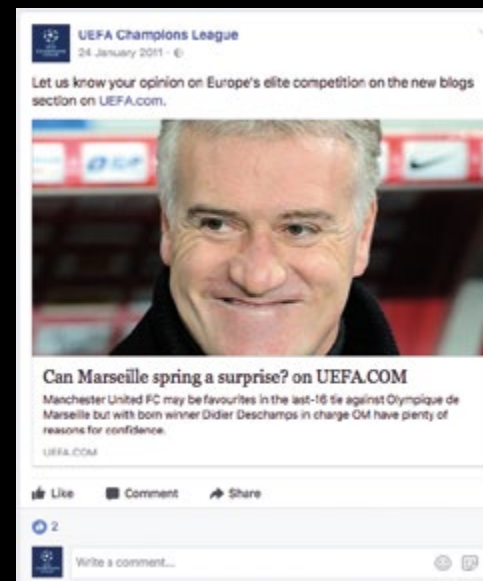 UEFA Champions League
24 January 2011
Let us know your opinion on Europe's elite competition on the new blogs
section on UEFA.com.
Can Marseille spring a surprise? on UEFA.COM
Manchester United FC may be favourites in the last-16 tie against Olympique de
Marseille but with born winner Didier Deschamps in charge OM have plenty of
reasons for confidence.
UEFA.COM
Like Comment Share
2
Write a comment...